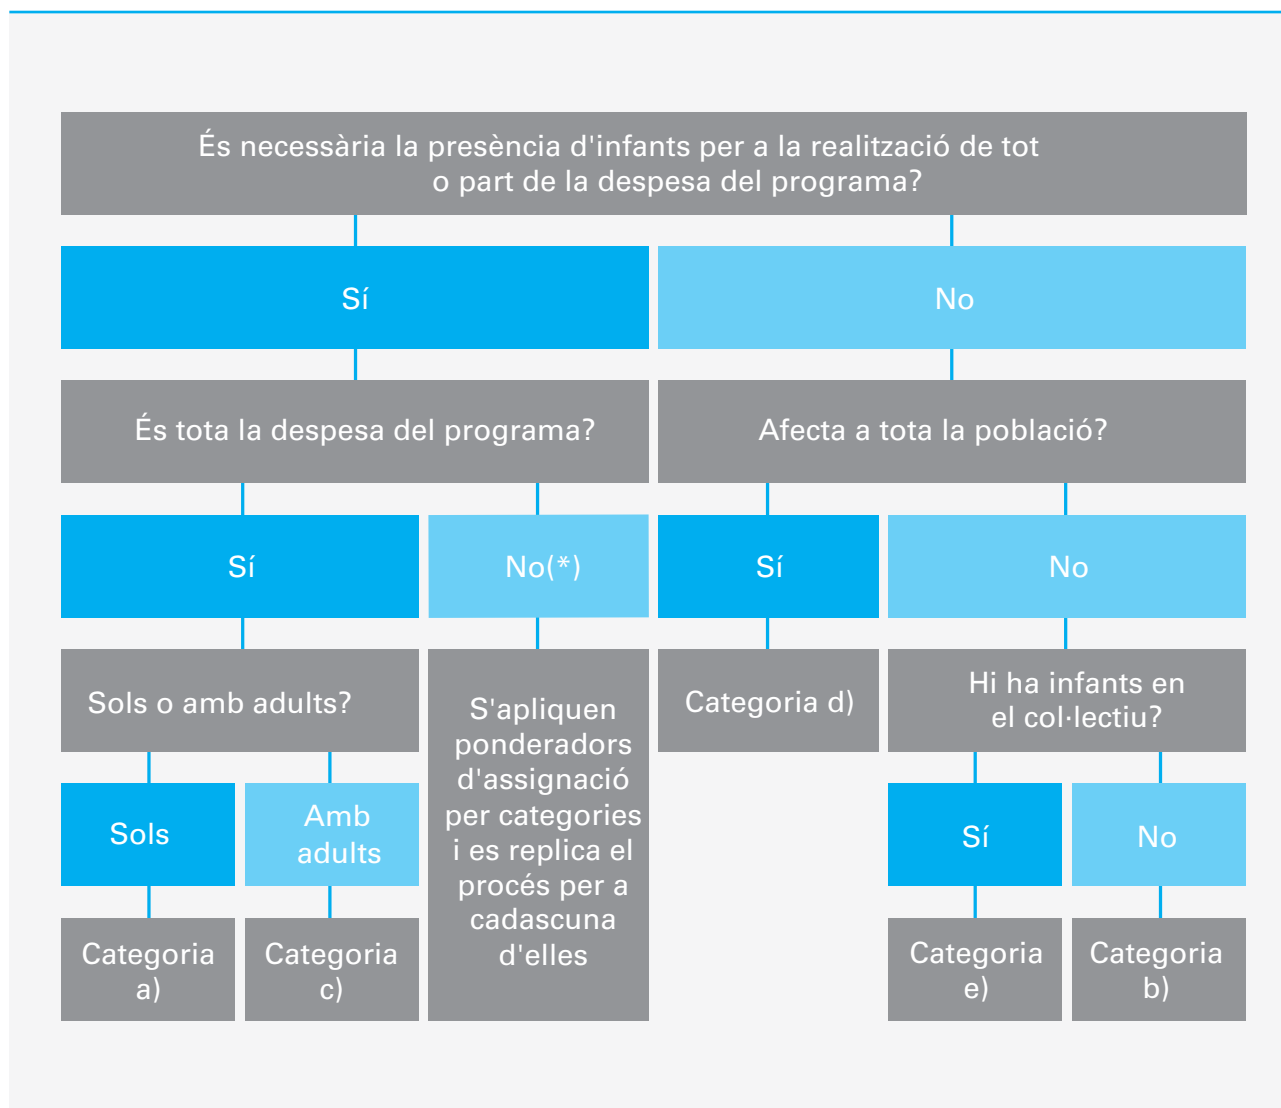 És necessària la presència d'infants per a la realització de tot
o part de la despesa del programa?
Sí
No
És tota la despesa del programa?
Afecta a tota la població?
Sí
No(*)
Sí
No
Sols o amb adults?
S'apliquen
ponderadors
d'assignació
per categories
i es replica el
procés per a
cadascuna
d'elles
Categoria d)
Hi ha infants en
el col·lectiu?
Sols
Amb
adults
Sí
No
Categoria
a)
Categoria
c)
Categoria
e)
Categoria
b)